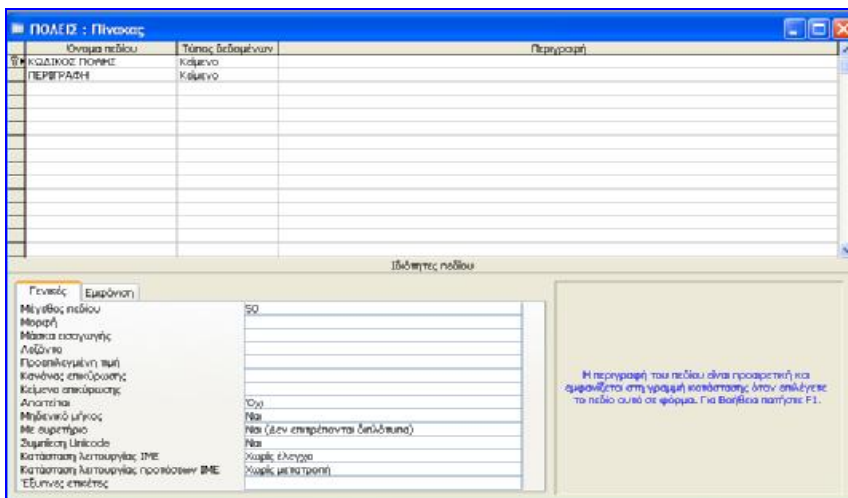 ΠΟΛΕΙΣ : Πίνακας
Όνομα πεδίου Τύπος δεδομένων Περιγραφή
ΚΩΔΙΚΟΣ ΠΟΛΗΣ Κείμενο
ΠΕΡΙΓΡΑΦΗ Κείμενο
Ιδιότητες πεδίου
Γενικές Εμφάνιση
Μέγεθος πεδίου 50
Μορφή
Μάσκα εισαγωγής
Λεζάντα
Προεπιλεγμένη τιμή
Κανόνας επικύρωσης
Κείμενο επικύρωσης
Απαιτείται Όχι
Μηδενικό μήκος Ναι
Με ευρετήριο Ναι (Δεν επιτρέπονται διπλότυπα)
Συμπίεση Unicode Ναι
Κατάσταση λειτουργίας IME Χωρίς έλεγχο
Κατάσταση λειτουργίας προτάσεων IME Χωρίς μετατροπή
Έξυπνες ετικέτες
Η περιγραφή του πεδίου είναι προαιρετική και
εμφανίζεται στη γραμμή κατάστασης όταν επιλέγετε
το πεδίο αυτό σε φόρμα. Για Βοήθεια πατήστε F1.